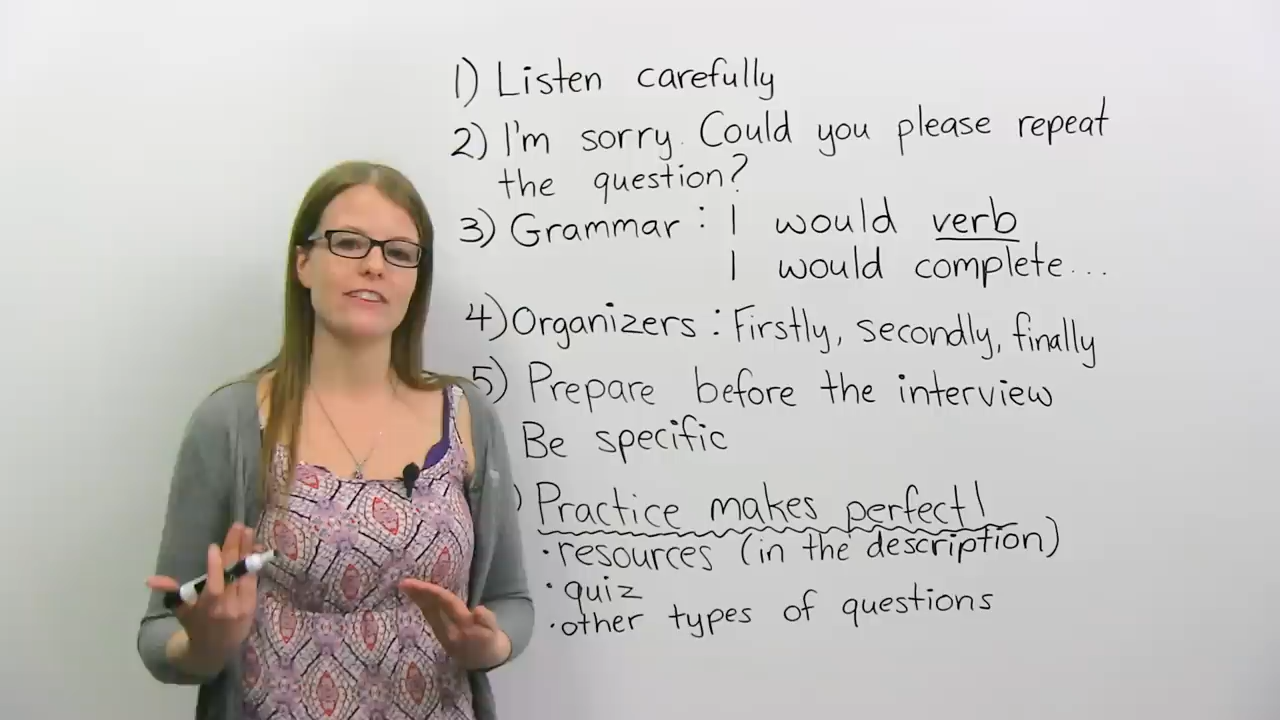 1) Listen carefully
2) I'm sorry. Could you please repeat
the question?
3) Grammar: I would verb
I would complete...
4) Organizers: Firstly, secondly, finally
5) Prepare before the interview
Be specific
) Practice makes perfect!
• resources (in the description)
• quiz
• other types of questions